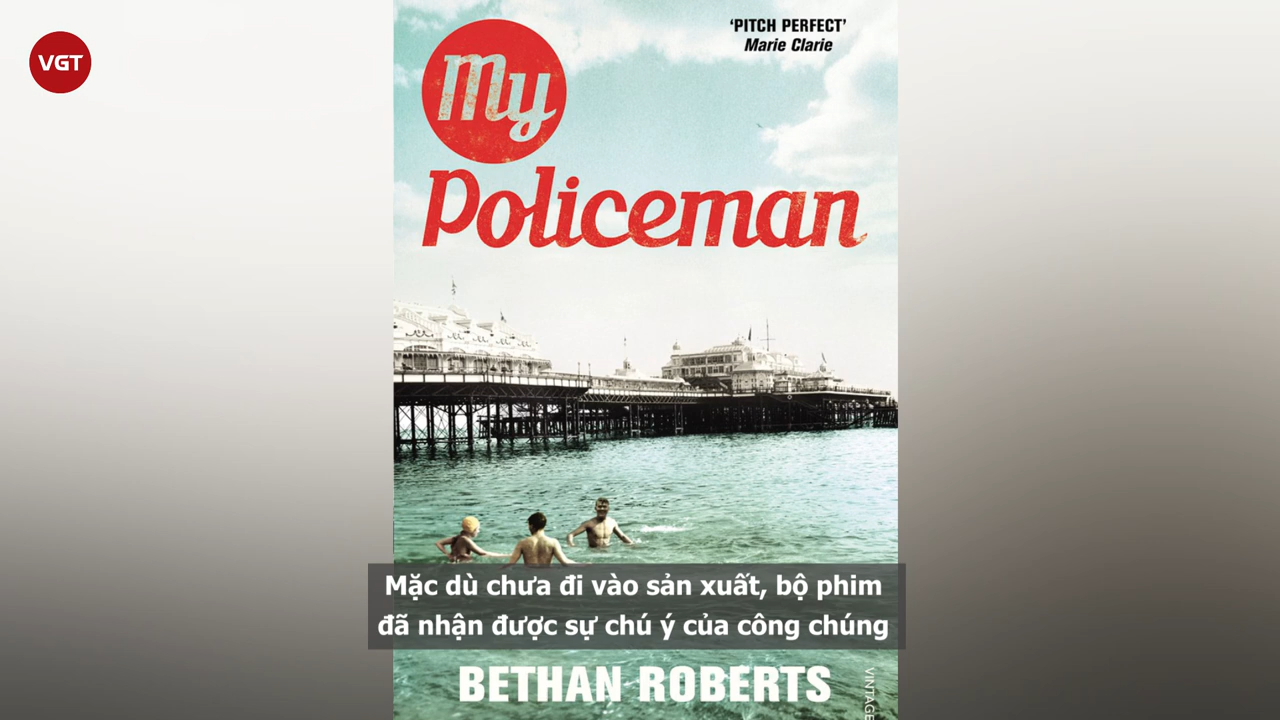 VGT
'PITCH PERFECT'
Marie Clarie
My
Policeman
Mặc dù chưa đi vào sản xuất, bộ phim
đã nhận được sự chú ý của công chúng
BETHAN ROBERTS
VINTAGE